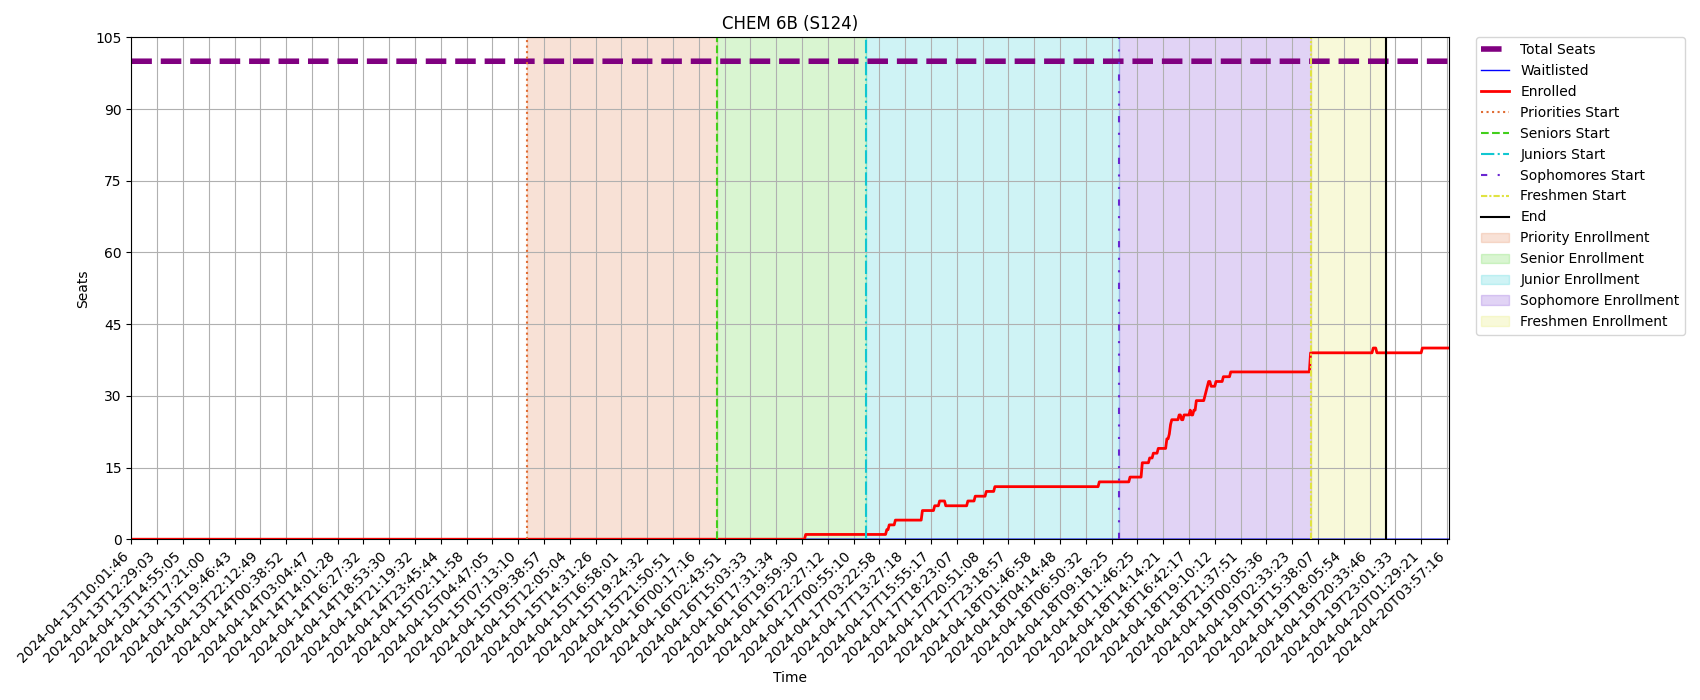 CHEM 6B (S124)
105
90
75
60
45
30
15
0
Seats
2024-04-13T10:01:46
2024-04-13T12:29:03
2024-04-13T14:55:05
2024-04-13T17:21:00
2024-04-13T19:46:43
2024-04-13T22:12:49
2024-04-14T00:38:52
2024-04-14T03:04:47
2024-04-14T14:01:28
2024-04-14T16:27:32
2024-04-14T18:53:30
2024-04-14T21:19:32
2024-04-14T23:45:44
2024-04-15T02:11:58
2024-04-15T04:47:05
2024-04-15T07:13:10
2024-04-15T09:38:57
2024-04-15T12:05:04
2024-04-15T14:31:26
2024-04-15T16:58:01
2024-04-15T19:24:32
2024-04-15T21:50:51
2024-04-16T00:17:16
2024-04-16T02:43:51
2024-04-16T15:03:33
2024-04-16T17:31:34
2024-04-16T19:59:30
2024-04-16T22:27:12
2024-04-17T00:55:10
2024-04-17T03:22:58
2024-04-17T13:27:18
2024-04-17T15:55:17
2024-04-17T18:23:07
2024-04-17T20:51:08
2024-04-17T23:18:57
2024-04-18T01:46:58
2024-04-18T04:14:48
2024-04-18T06:50:32
2024-04-18T09:18:25
2024-04-18T11:46:25
2024-04-18T14:14:21
2024-04-18T16:42:17
2024-04-18T19:10:12
2024-04-18T21:37:51
2024-04-19T00:05:36
2024-04-19T02:33:23
2024-04-19T15:38:07
2024-04-19T18:05:54
2024-04-19T20:33:46
2024-04-19T23:01:33
2024-04-20T01:29:21
2024-04-20T03:57:16
Time
Total Seats
Waitlisted
Enrolled
Priorities Start
Seniors Start
Juniors Start
Sophomores Start
Freshmen Start
End
Priority Enrollment
Senior Enrollment
Junior Enrollment
Sophomore Enrollment
Freshmen Enrollment